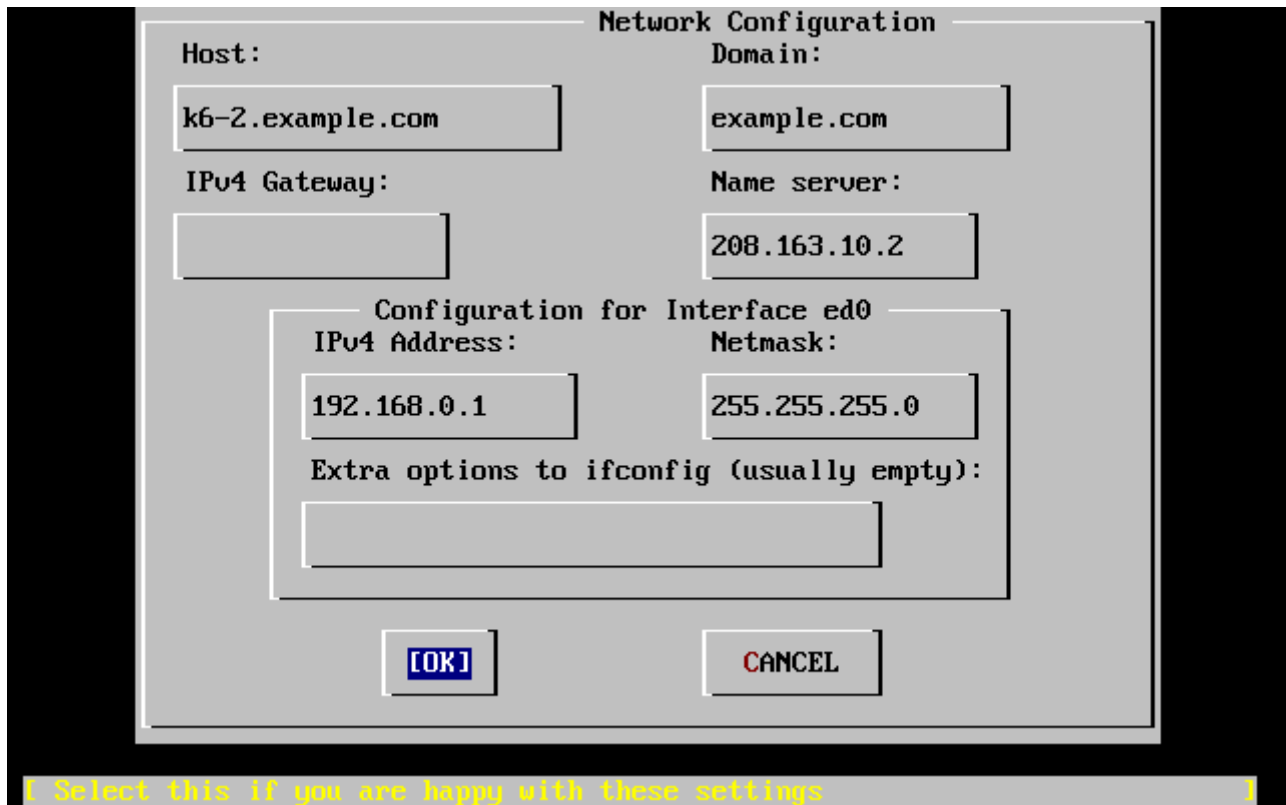 Network Configuration
Host: Domain:
k6-2.example.com example.com
IPv4 Gateway: Name server:
208.163.10.2
Configuration for Interface ed0
IPv4 Address: Netmask:
192.168.0.1 255.255.255.0
Extra options to ifconfig (usually empty):
[OK] CANCEL
[ Select this if you are happy with these settings ]